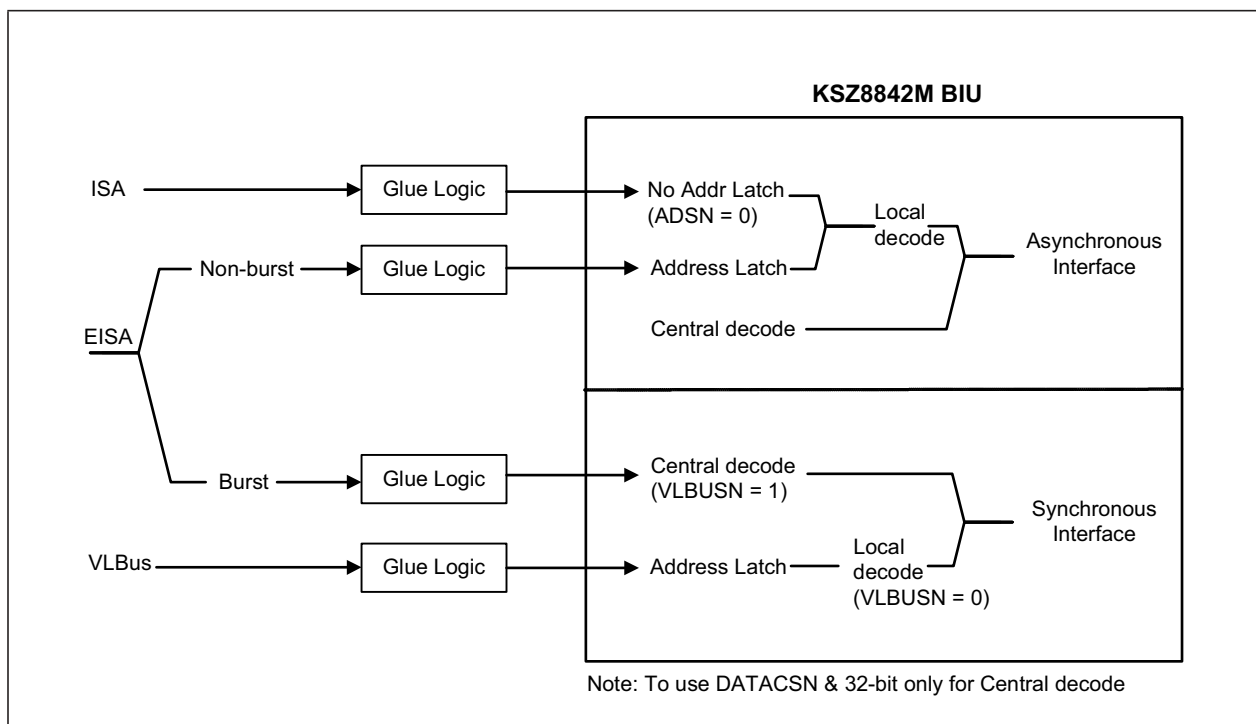 KSZ8842M BIU
ISA
Glue Logic
No Addr Latch
(ADSN = 0)
Local
decode
Asynchronous
Interface
Non-burst
Glue Logic
Address Latch
EISA
Central decode
Burst
Glue Logic
Central decode
(VLBUSN = 1)
Synchronous
Interface
VLBus
Glue Logic
Address Latch
Local
decode
(VLBUSN = 0)
Note: To use DATACSN & 32-bit only for Central decode